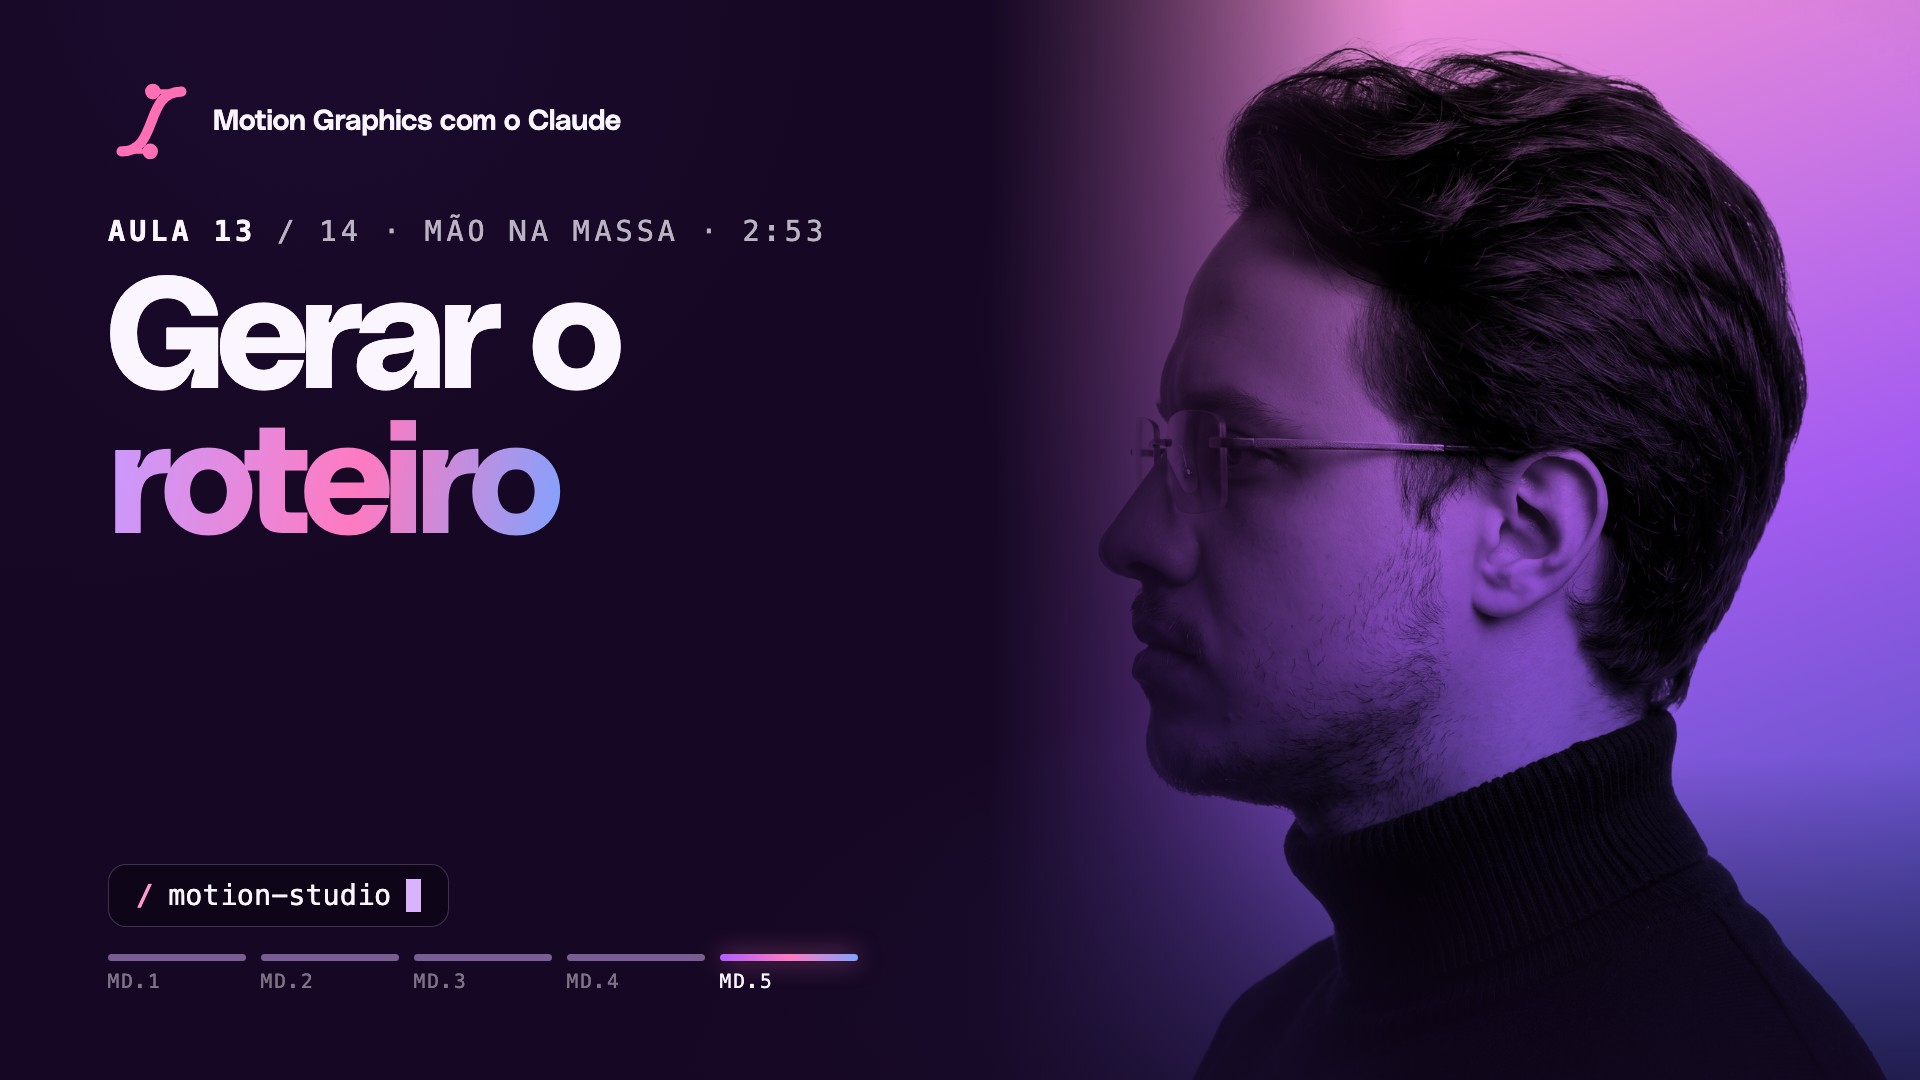 Motion Graphics com o Claude
AULA 13 / 14 · MÃO NA MASSA · 2:53
Gerar o
roteiro
/ motion-studio
MD.1 MD.2 MD.3 MD.4 MD.5